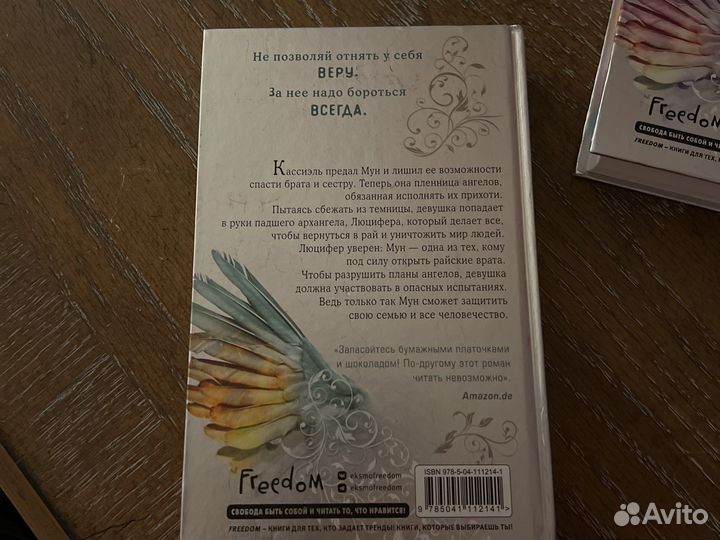 Не позволяй отнять у себя
ВЕРУ.
За нее надо бороться
ВСЕГДА.
Кассиэль предал Мун и лишил ее возможности
спасти брата и сестру. Теперь она пленница ангелов,
обязанная исполнять их прихоти.
Пытаясь сбежать из темницы, девушка попадает
в руки падшего архангела, Люцифера, который делает все,
чтобы вернуться в рай и уничтожить мир людей.
Люцифер уверен: Мун – одна из тех, кому
под силу открыть райские врата.
Чтобы разрушить планы ангелов, девушка
должна участвовать в опасных испытаниях.
Ведь только так Мун сможет защитить
свою семью и все человечество.
«Запасайтесь бумажными платочками
и шоколадом! По-другому этот роман
читать невозможно».
Amazon.de
Freedom
eksmofreedom
eksmofreedom
СВОБОДА БЫТЬ СОБОЙ И ЧИТАТЬ ТО, ЧТО НРАВИТСЯ!
FREEDOM – КНИГИ ДЛЯ ТЕХ, КТО ЗАДАЕТ ТРЕНДЫ! КНИГИ, КОТОРЫЕ ВЫБИРАЕШЬ ТЫ!
ISBN 978-5-04-111214-1
9 785041 112141 >
Freedom
СВОБОДА БЫТЬ СОБОЙ И ЧИ
FREEDOM – КНИГИ ДЛЯ ТЕХ,
Avito